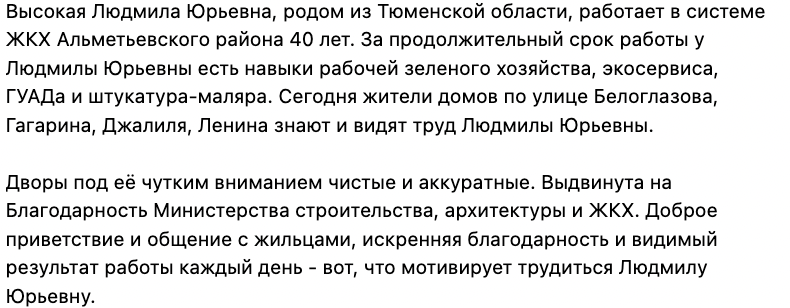 Высокая Людмила Юрьевна, родом из Тюменской области, работает в системе
ЖКХ Альметьевского района 40 лет. За продолжительный срок работы у
Людмилы Юрьевны есть навыки рабочей зеленого хозяйства, экосервиса,
ГУАДа и штукатура-маляра. Сегодня жители домов по улице Белоглазова,
Гагарина, Джалиля, Ленина знают и видят труд Людмилы Юрьевны.

Дворы под её чутким вниманием чистые и аккуратные. Выдвинута на
Благодарность Министерства строительства, архитектуры и ЖКХ. Доброе
приветствие и общение с жильцами, искренняя благодарность и видимый
результат работы каждый день - вот, что мотивирует трудиться Людмилу
Юрьевну.